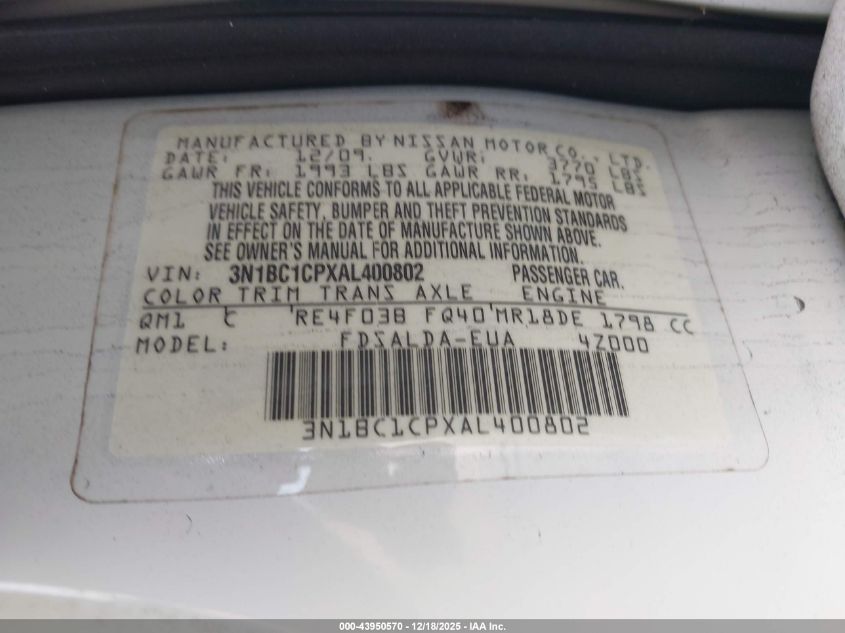 MANUFACTURED BY NISSAN MOTOR CO., LTD.
DATE: 12/09. GVWR: 3770 LBS
GAWR FR: 1993 LBS GAWR RR: 1795 LBS
THIS VEHICLE CONFORMS TO ALL APPLICABLE FEDERAL MOTOR
VEHICLE SAFETY, BUMPER AND THEFT PREVENTION STANDARDS
IN EFFECT ON THE DATE OF MANUFACTURE SHOWN ABOVE.
SEE OWNER'S MANUAL FOR ADDITIONAL INFORMATION.
VIN: 3N1BC1CPXAL400802 PASSENGER CAR.
COLOR TRIM TRANS AXLE ENGINE
QM1 C RE4F03B FQ40 MR18DE 1798 CC
MODEL: FDSALDA-EUA 4Z000
3N1BC1CPXAL400802
000-43950570 - 12/18/2025 - IAA Inc.